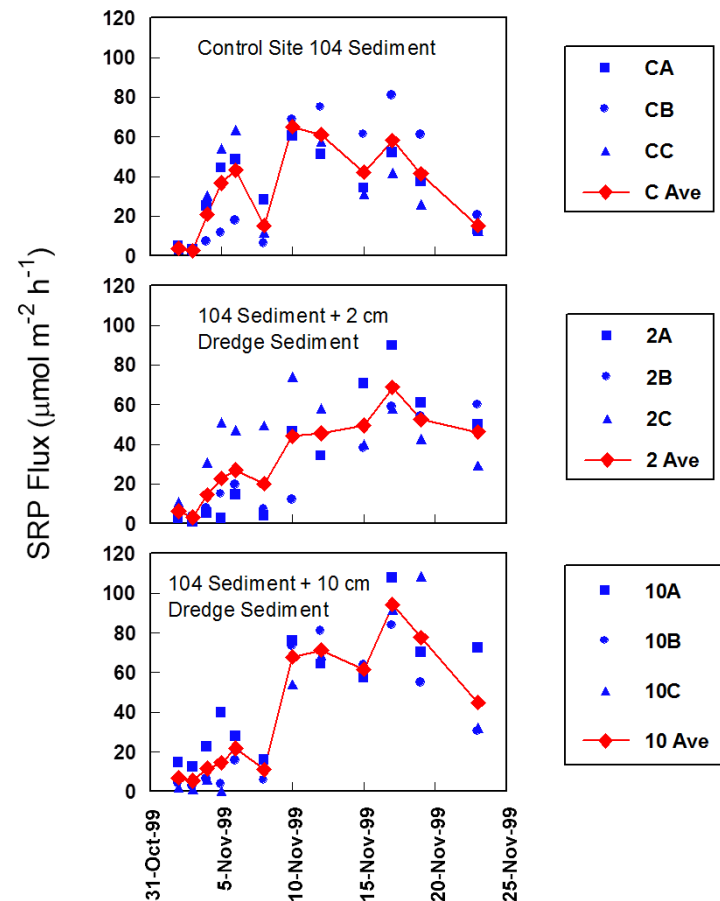 SRP Flux (μmol m⁻² h⁻¹)
120
100
80
60
40
20
0
Control Site 104 Sediment
CA
CB
CC
C Ave
120
100
80
60
40
20
0
104 Sediment + 2 cm
Dredge Sediment
2A
2B
2C
2 Ave
120
100
80
60
40
20
0
104 Sediment + 10 cm
Dredge Sediment
10A
10B
10C
10 Ave
31-Oct-99
5-Nov-99
10-Nov-99
15-Nov-99
20-Nov-99
25-Nov-99